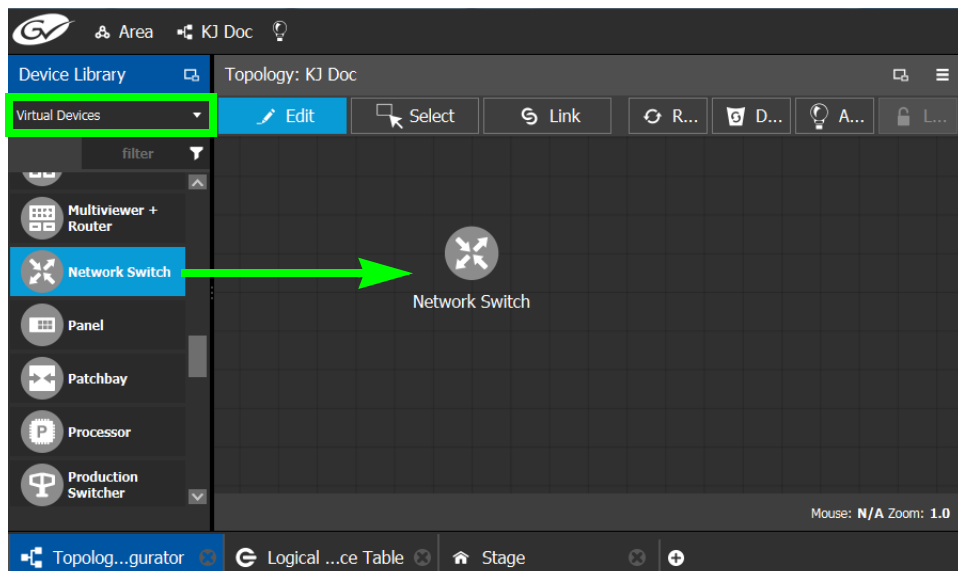 GV Area KJ Doc
Device Library
Topology: KJ Doc
Virtual Devices
Edit Select Link R... D... A... L...
filter
Multiviewer +
Router
Network Switch
Panel
Patchbay
Processor
Production
Switcher
Network Switch
Mouse: N/A Zoom: 1.0
Topolog...gurator Logical ...ce Table Stage